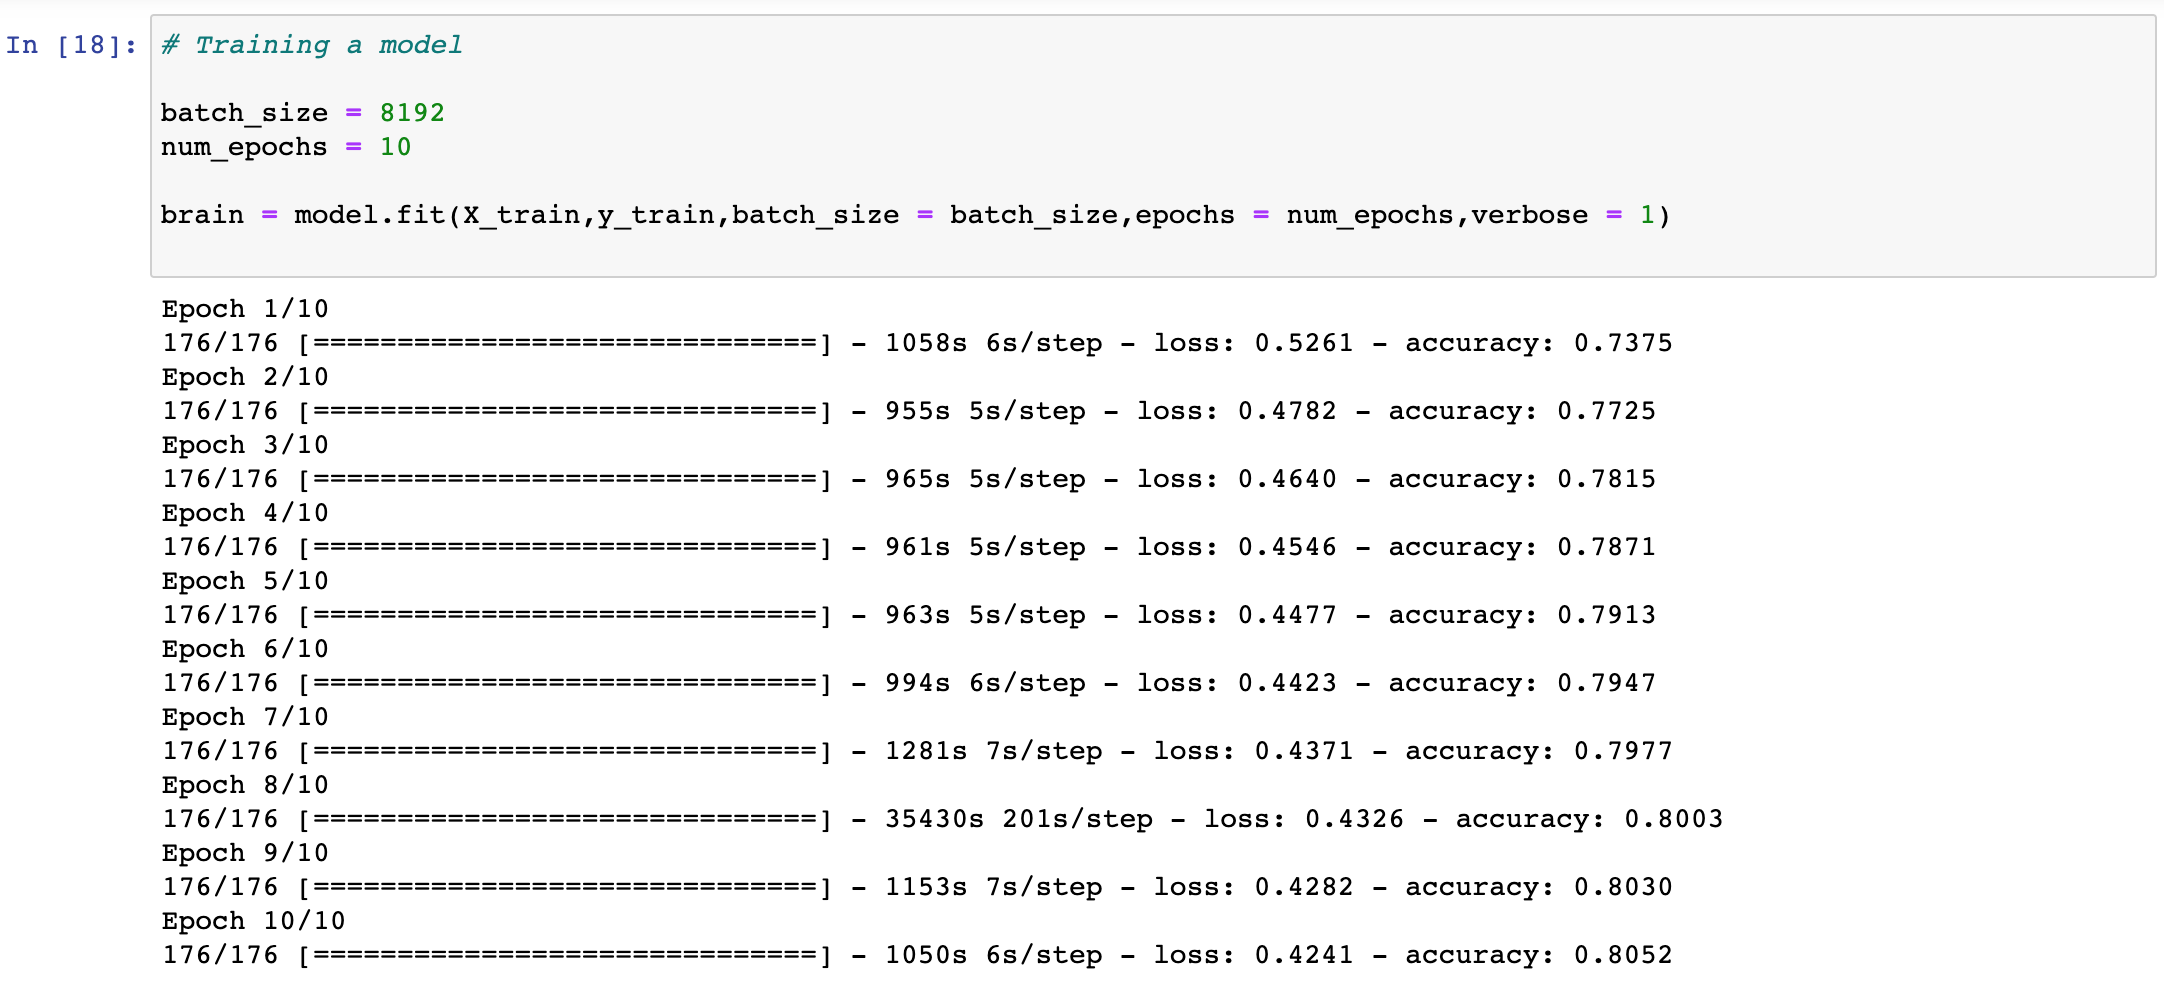 In [18]: # Training a model
batch_size = 8192
num_epochs = 10
brain = model.fit(X_train,y_train,batch_size = batch_size,epochs = num_epochs,verbose = 1)
Epoch 1/10
176/176 [==============================] - 1058s 6s/step - loss: 0.5261 - accuracy: 0.7375
Epoch 2/10
176/176 [==============================] - 955s 5s/step - loss: 0.4782 - accuracy: 0.7725
Epoch 3/10
176/176 [==============================] - 965s 5s/step - loss: 0.4640 - accuracy: 0.7815
Epoch 4/10
176/176 [==============================] - 961s 5s/step - loss: 0.4546 - accuracy: 0.7871
Epoch 5/10
176/176 [==============================] - 963s 5s/step - loss: 0.4477 - accuracy: 0.7913
Epoch 6/10
176/176 [==============================] - 994s 6s/step - loss: 0.4423 - accuracy: 0.7947
Epoch 7/10
176/176 [==============================] - 1281s 7s/step - loss: 0.4371 - accuracy: 0.7977
Epoch 8/10
176/176 [==============================] - 35430s 201s/step - loss: 0.4326 - accuracy: 0.8003
Epoch 9/10
176/176 [==============================] - 1153s 7s/step - loss: 0.4282 - accuracy: 0.8030
Epoch 10/10
176/176 [==============================] - 1050s 6s/step - loss: 0.4241 - accuracy: 0.8052